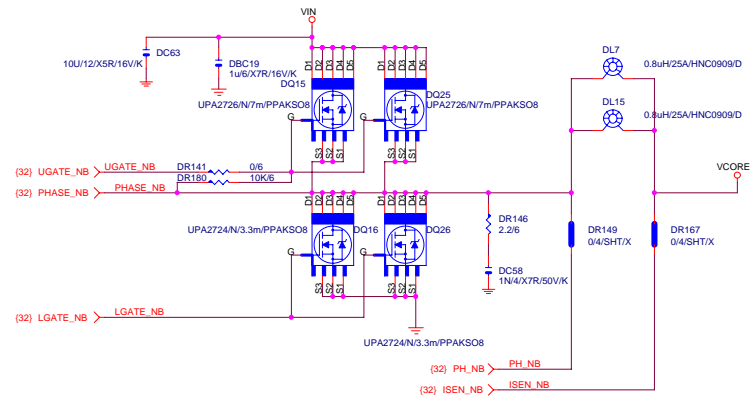 VIN
DC63
10U/12/X5R/16V/K
DBC19
1u/6/X7R/16V/K
D1 D2 D3 D4 D5
D1 D2 D3 D4 D5
DQ15
DQ25
UPA2726/N/7m/PPAKSO8
UPA2726/N/7m/PPAKSO8
G
G
S3 S2 S1
S3 S2 S1
DL7
0.8uH/25A/HNC0909/D
DL15
0.8uH/25A/HNC0909/D
VCORE
{32} UGATE_NB
UGATE_NB
DR141
0/6
DR180
10K/6
{32} PHASE_NB
PHASE_NB
D1 D2 D3 D4 D5
D1 D2 D3 D4 D5
UPA2724/N/3.3m/PPAKSO8
DQ16
DQ26
G
G
S3 S2 S1
S3 S2 S1
DR146
2.2/6
DC58
1N/4/X7R/50V/K
DR149
0/4/SHT/X
DR167
0/4/SHT/X
{32} LGATE_NB
LGATE_NB
UPA2724/N/3.3m/PPAKSO8
{32} PH_NB
PH_NB
{32} ISEN_NB
ISEN_NB